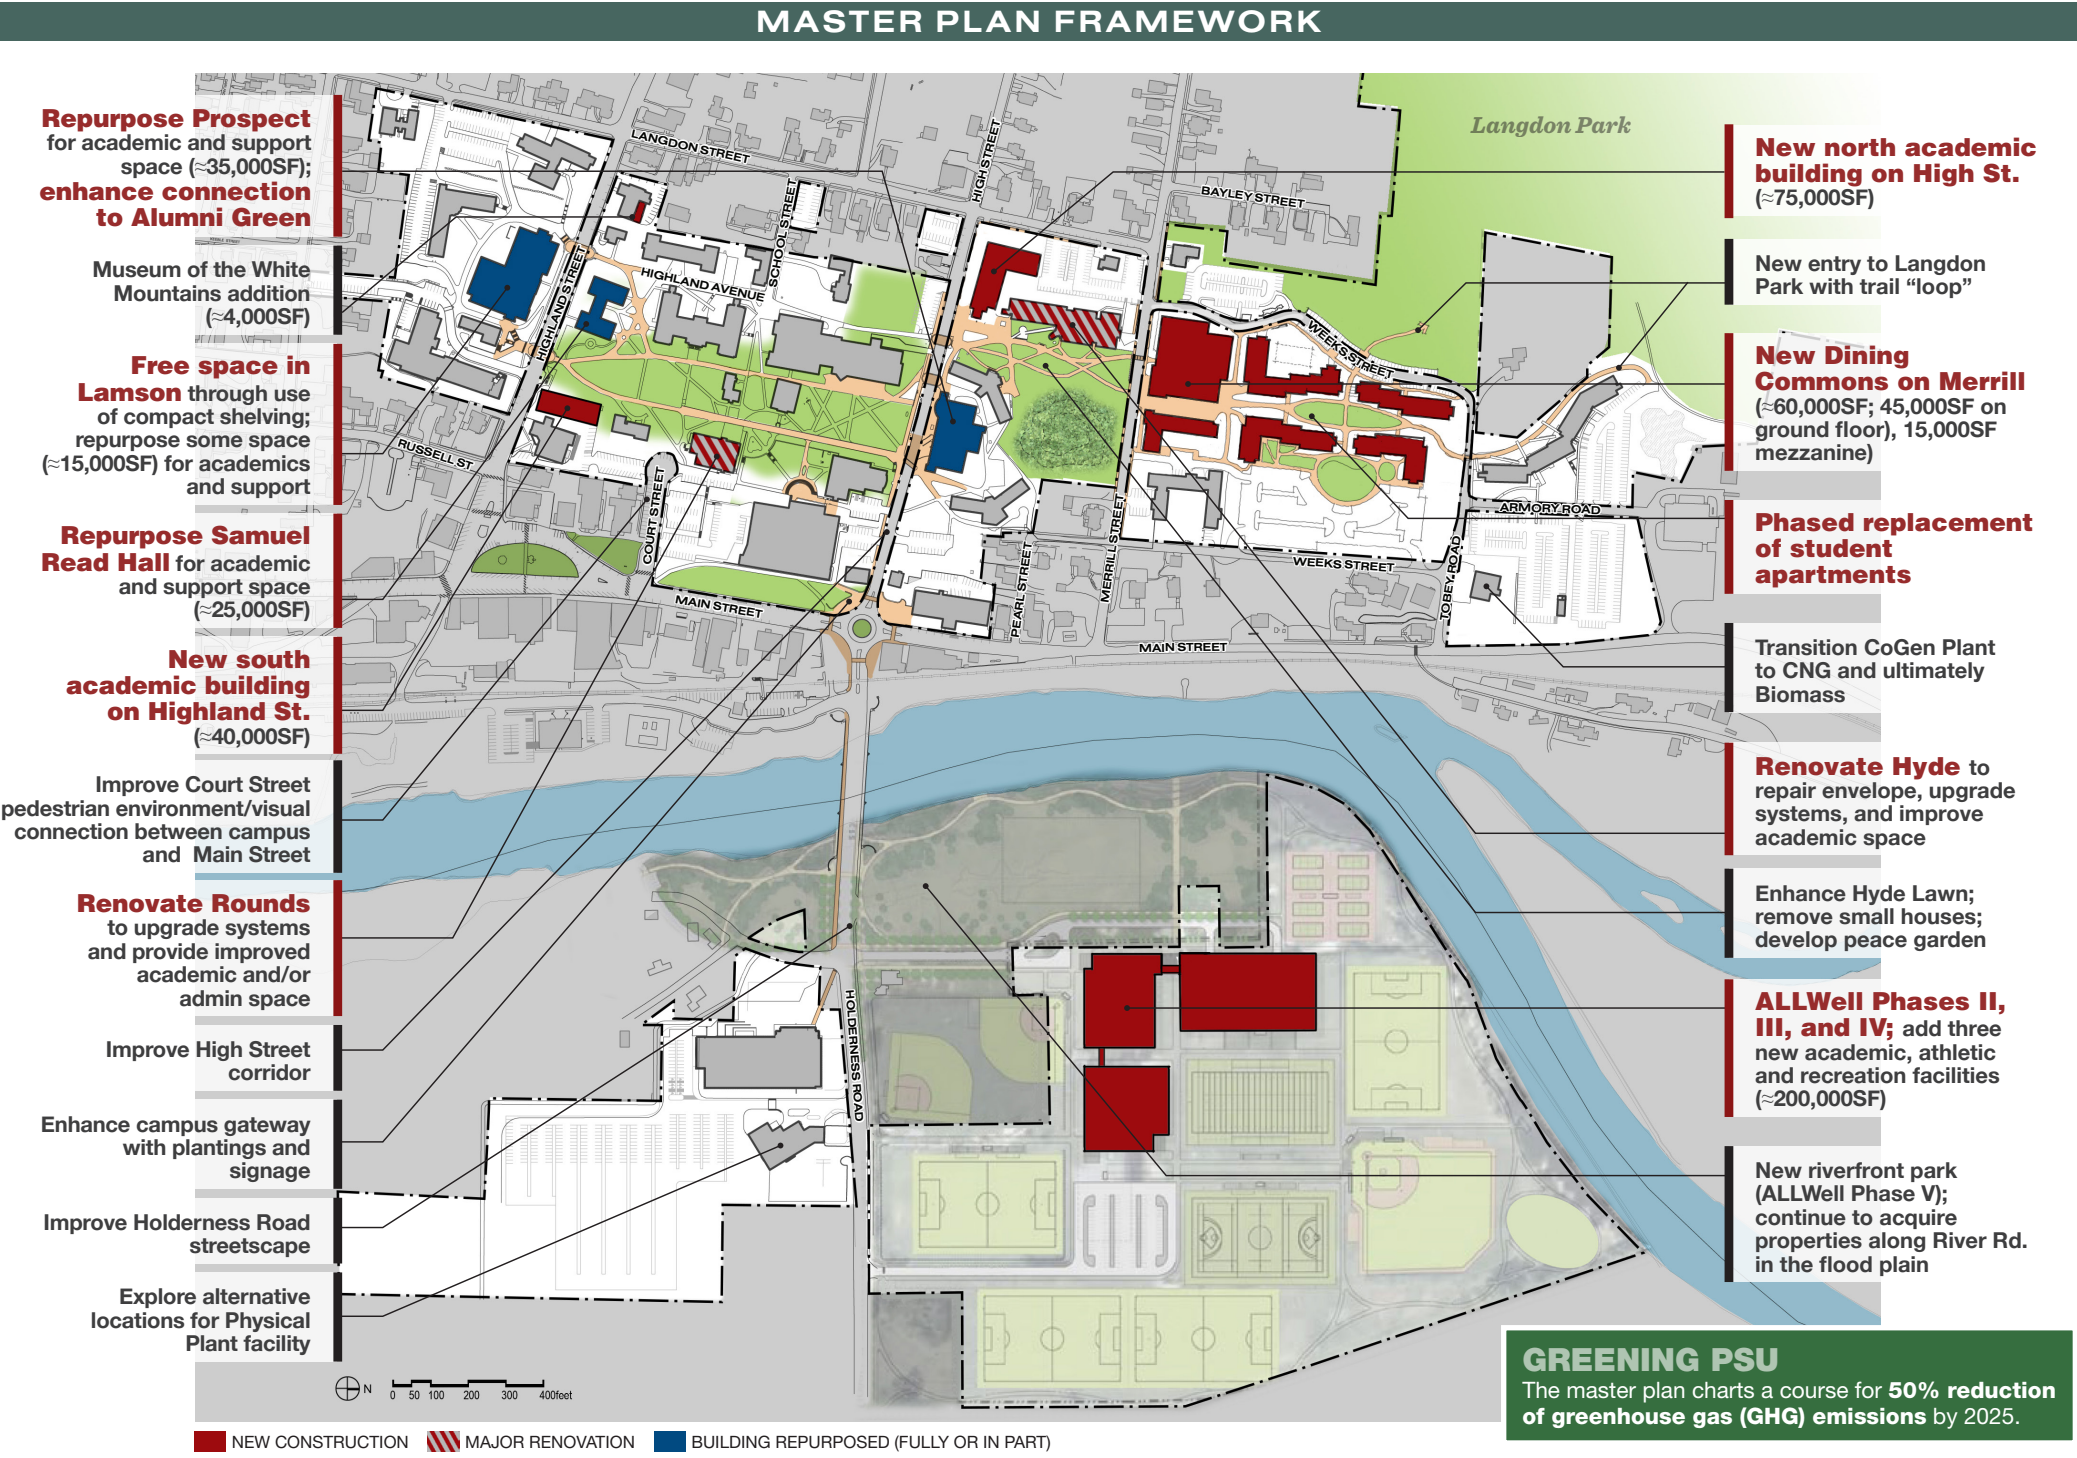 MASTER PLAN FRAMEWORK
Repurpose Prospect
for academic and support
space (≈35,000SF);
enhance connection
to Alumni Green
Museum of the White
Mountains addition
(≈4,000SF)
Free space in
Lamson through use
of compact shelving;
repurpose some space
(≈15,000SF) for academics
and support
Repurpose Samuel
Read Hall for academic
and support space
(≈25,000SF)
New south
academic building
on Highland St.
(≈40,000SF)
Improve Court Street
pedestrian environment/visual
connection between campus
and Main Street
Renovate Rounds
to upgrade systems
and provide improved
academic and/or
admin space
Improve High Street
corridor
Enhance campus gateway
with plantings and
signage
Improve Holderness Road
streetscape
Explore alternative
locations for Physical
Plant facility
LANGDON STREET
HIGH STREET
BAYLEY STREET
SCHOOL STREET
HIGHLAND AVENUE
HIGHLAND STREET
WEEKS STREET
RUSSELL ST.
COURT STREET
MERRILL STREET
ARMORY ROAD
PEARL STREET
WEEKS STREET
TOBEY ROAD
MAIN STREET
MAIN STREET
HOLDERNESS ROAD
Langdon Park
New north academic
building on High St.
(≈75,000SF)
New entry to Langdon
Park with trail “loop”
New Dining
Commons on Merrill
(≈60,000SF; 45,000SF on
ground floor), 15,000SF
mezzanine)
Phased replacement
of student
apartments
Transition CoGen Plant
to CNG and ultimately
Biomass
Renovate Hyde to
repair envelope, upgrade
systems, and improve
academic space
Enhance Hyde Lawn;
remove small houses;
develop peace garden
ALLWell Phases II,
III, and IV; add three
new academic, athletic
and recreation facilities
(≈200,000SF)
New riverfront park
(ALLWell Phase V);
continue to acquire
properties along River Rd.
in the flood plain
GREENING PSU
The master plan charts a course for 50% reduction
of greenhouse gas (GHG) emissions by 2025.
N
0 50 100 200 300 400feet
NEW CONSTRUCTION MAJOR RENOVATION BUILDING REPURPOSED (FULLY OR IN PART)